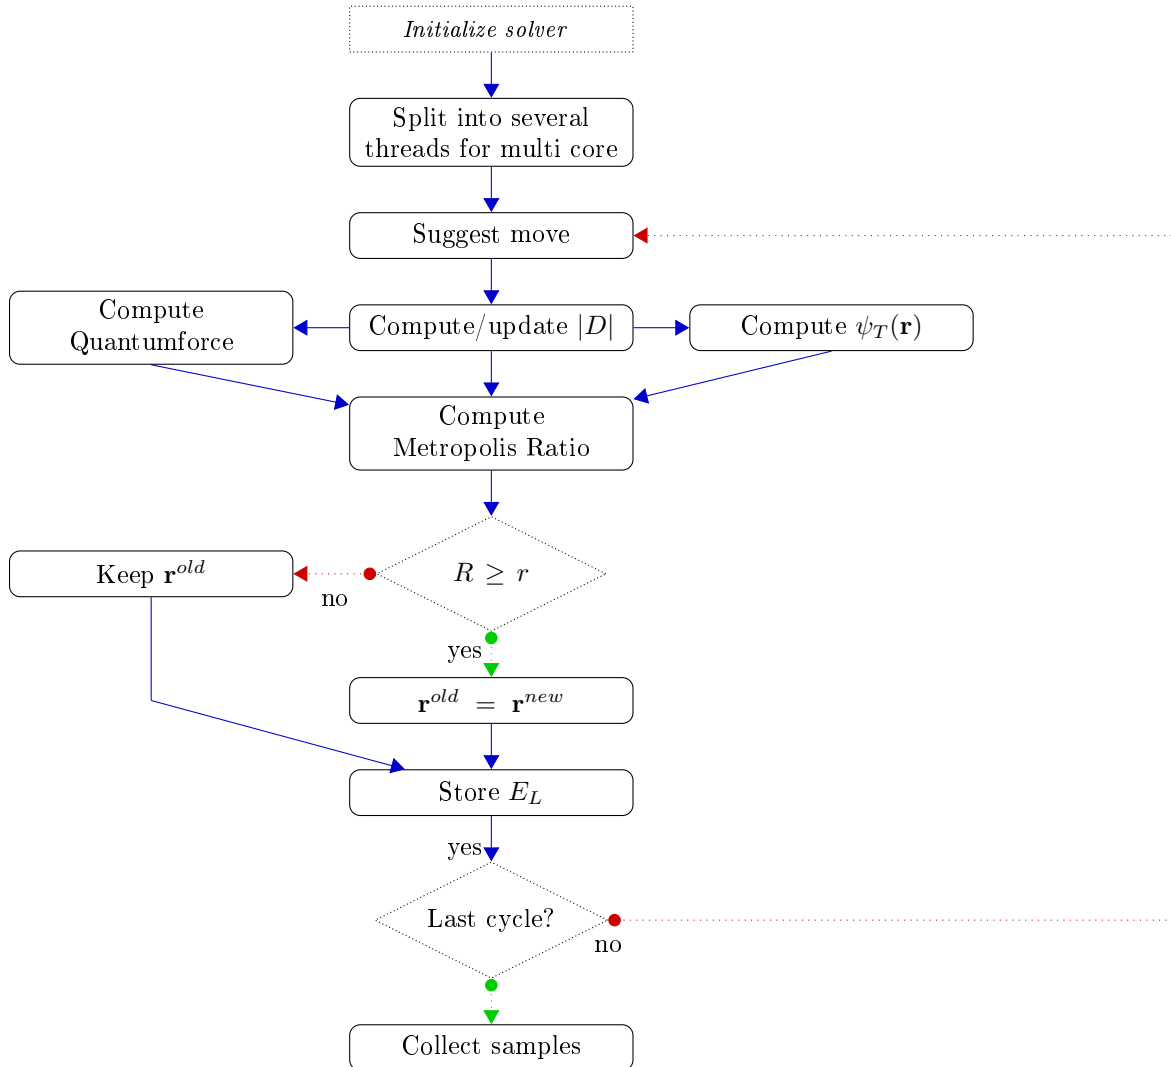 Initialize solver
Split into several
threads for multi core
Suggest move
Compute
Quantumforce
Compute/update |D|
Compute ψ_T(r)
Compute
Metropolis Ratio
R ≥ r
Keep r^{old}
no
yes
r^{old} = r^{new}
Store E_L
yes
Last cycle?
no
Collect samples